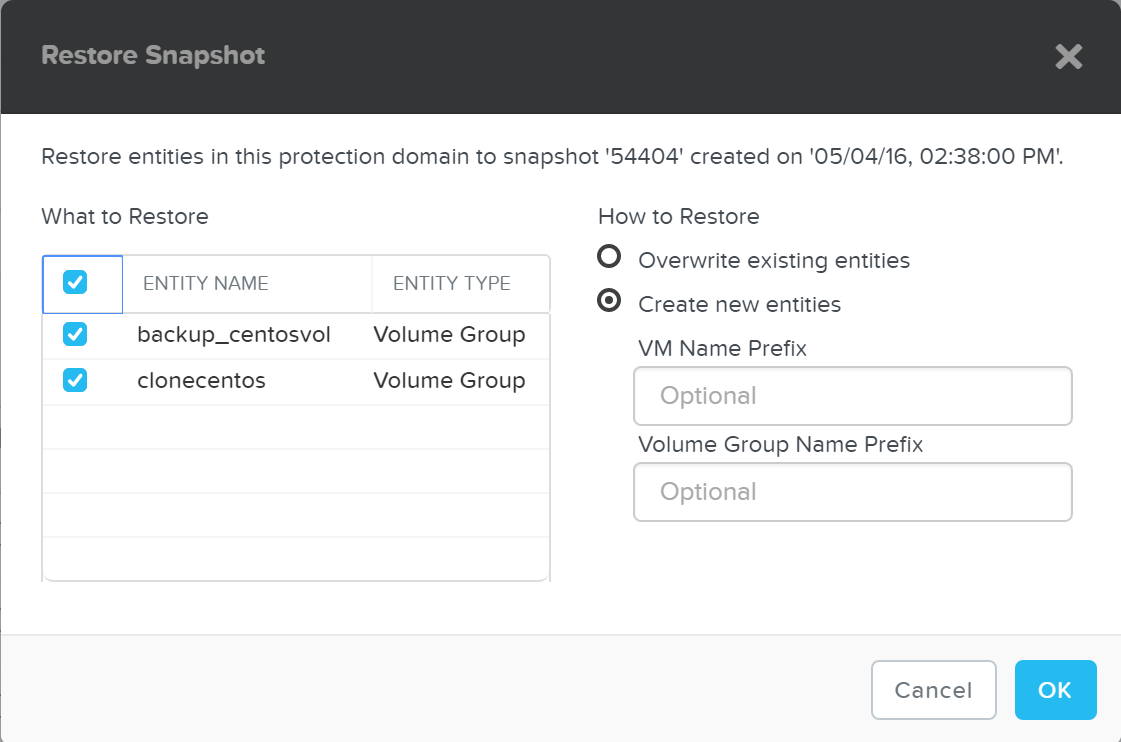 Restore Snapshot
Restore entities in this protection domain to snapshot '54404' created on '05/04/16, 02:38:00 PM'.
What to Restore
ENTITY NAME ENTITY TYPE
backup_centosvol Volume Group
clonecentos Volume Group
How to Restore
Overwrite existing entities
Create new entities
VM Name Prefix
Optional
Volume Group Name Prefix
Optional
Cancel OK